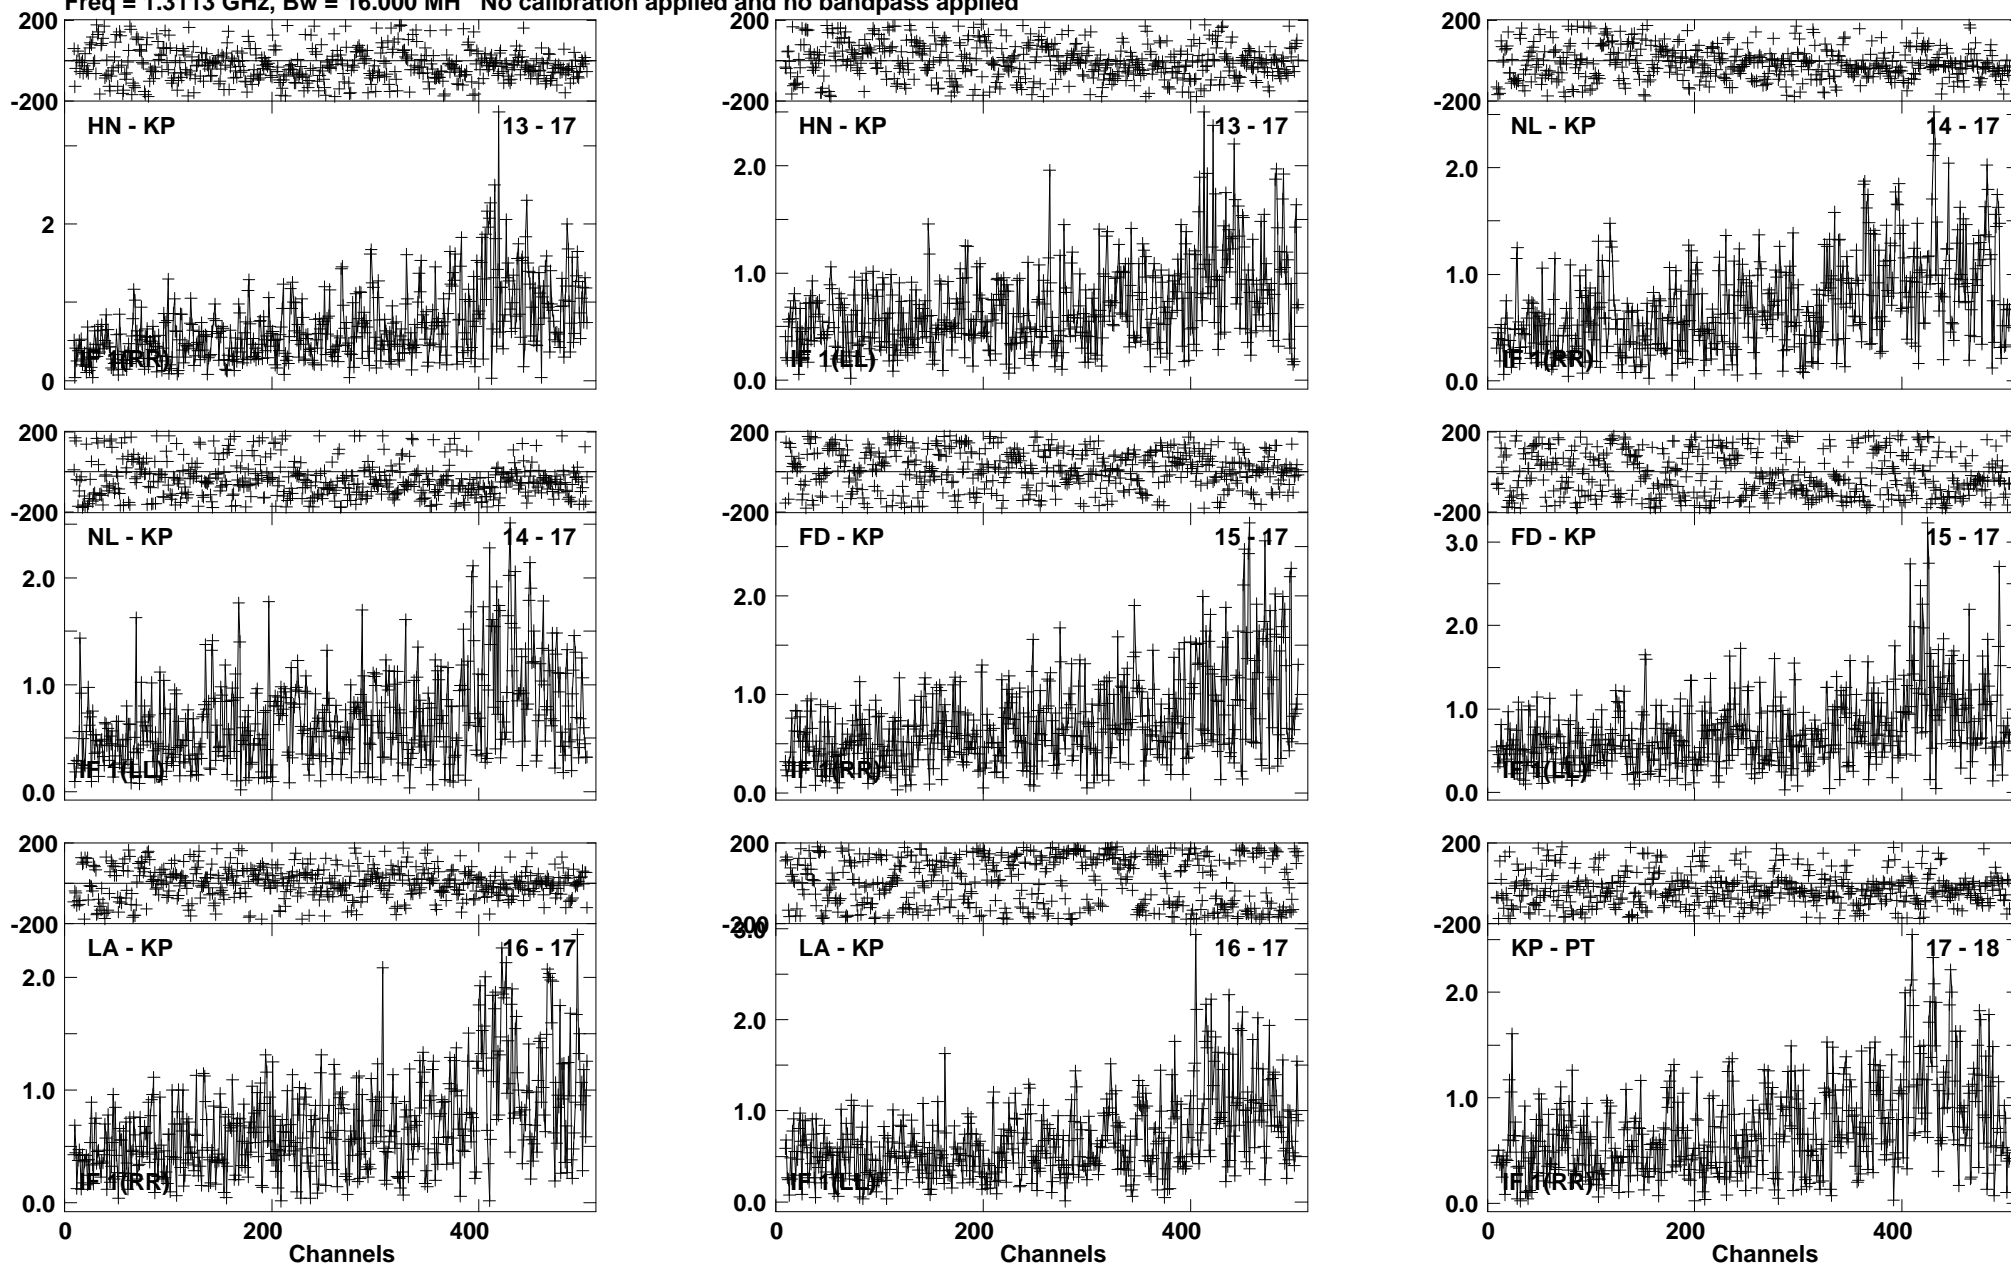 Freq = 1.3113 GHz, Bw = 16.000 MH No calibration applied and no bandpass applied
200
-200
HN - KP 13 - 17
2
0
IF 1(RR)
200
-200
HN - KP 13 - 17
2.0
1.0
0.0
IF 1(LL)
200
-200
NL - KP 14 - 17
2.0
1.0
0.0
IF 1(RR)
200
-200
NL - KP 14 - 17
2.0
1.0
0.0
IF 1(LL)
200
-200
FD - KP 15 - 17
2.0
1.0
0.0
IF 1(RR)
200
-200
FD - KP 15 - 17
3.0
2.0
1.0
0.0
IF 1(LL)
200
-200
LA - KP 16 - 17
2.0
1.0
0.0
IF 1(RR)
0 200 400
Channels
200
-200
3.0
LA - KP 16 - 17
2.0
1.0
0.0
IF 1(LL)
0 200 400
Channels
200
-200
KP - PT 17 - 18
2.0
1.0
0.0
IF 1(RR)
0 200 400
Channels